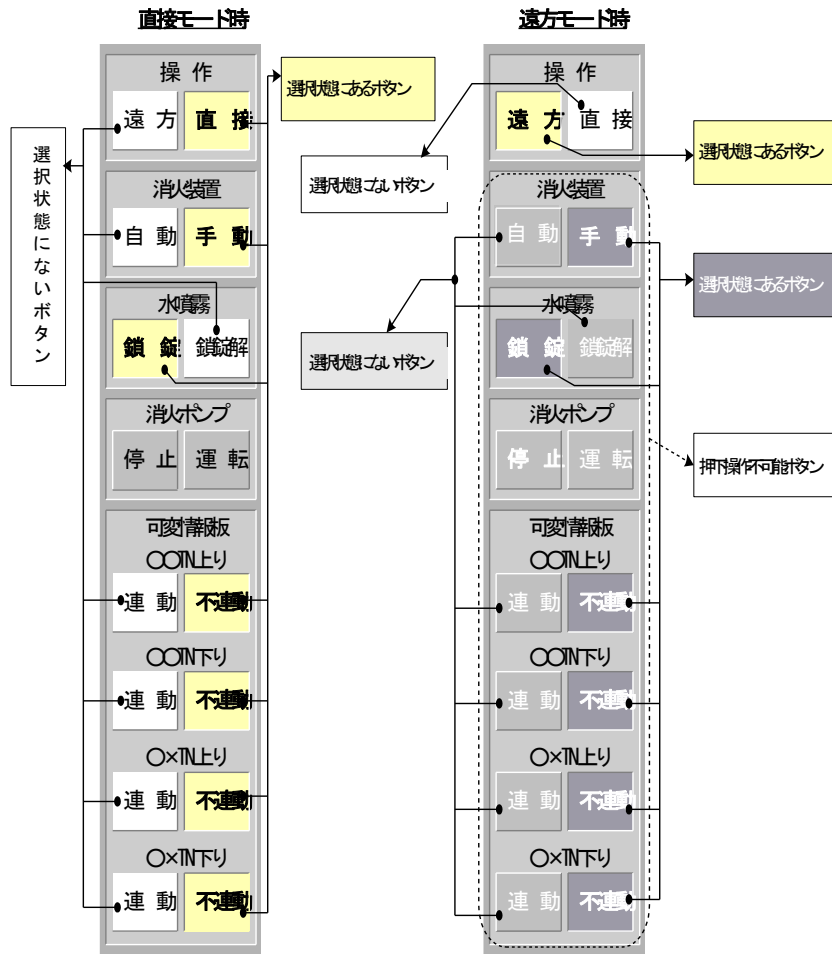 直接モード時
操 作
遠 方 直 接
消火装置
自 動 手 動
水噴霧
鎖 錠 鎖錠解
消火ポンプ
停 止 運 転
可変情報板
〇〇TN上り
連 動 不連動
〇〇TN下り
連 動 不連動
〇×TN上り
連 動 不連動
〇×TN下り
連 動 不連動
選択状態にないボタン
選択状態にあるボタン
遠方モード時
操 作
遠 方 直 接
消火装置
自 動 手 動
水噴霧
鎖 錠 鎖錠解
消火ポンプ
停 止 運 転
可変情報板
〇〇TN上り
連 動 不連動
〇〇TN下り
連 動 不連動
〇×TN上り
連 動 不連動
〇×TN下り
連 動 不連動
選択状態にないボタン
選択状態にないボタン
選択状態にあるボタン
選択状態にあるボタン
押下操作不可能ボタン